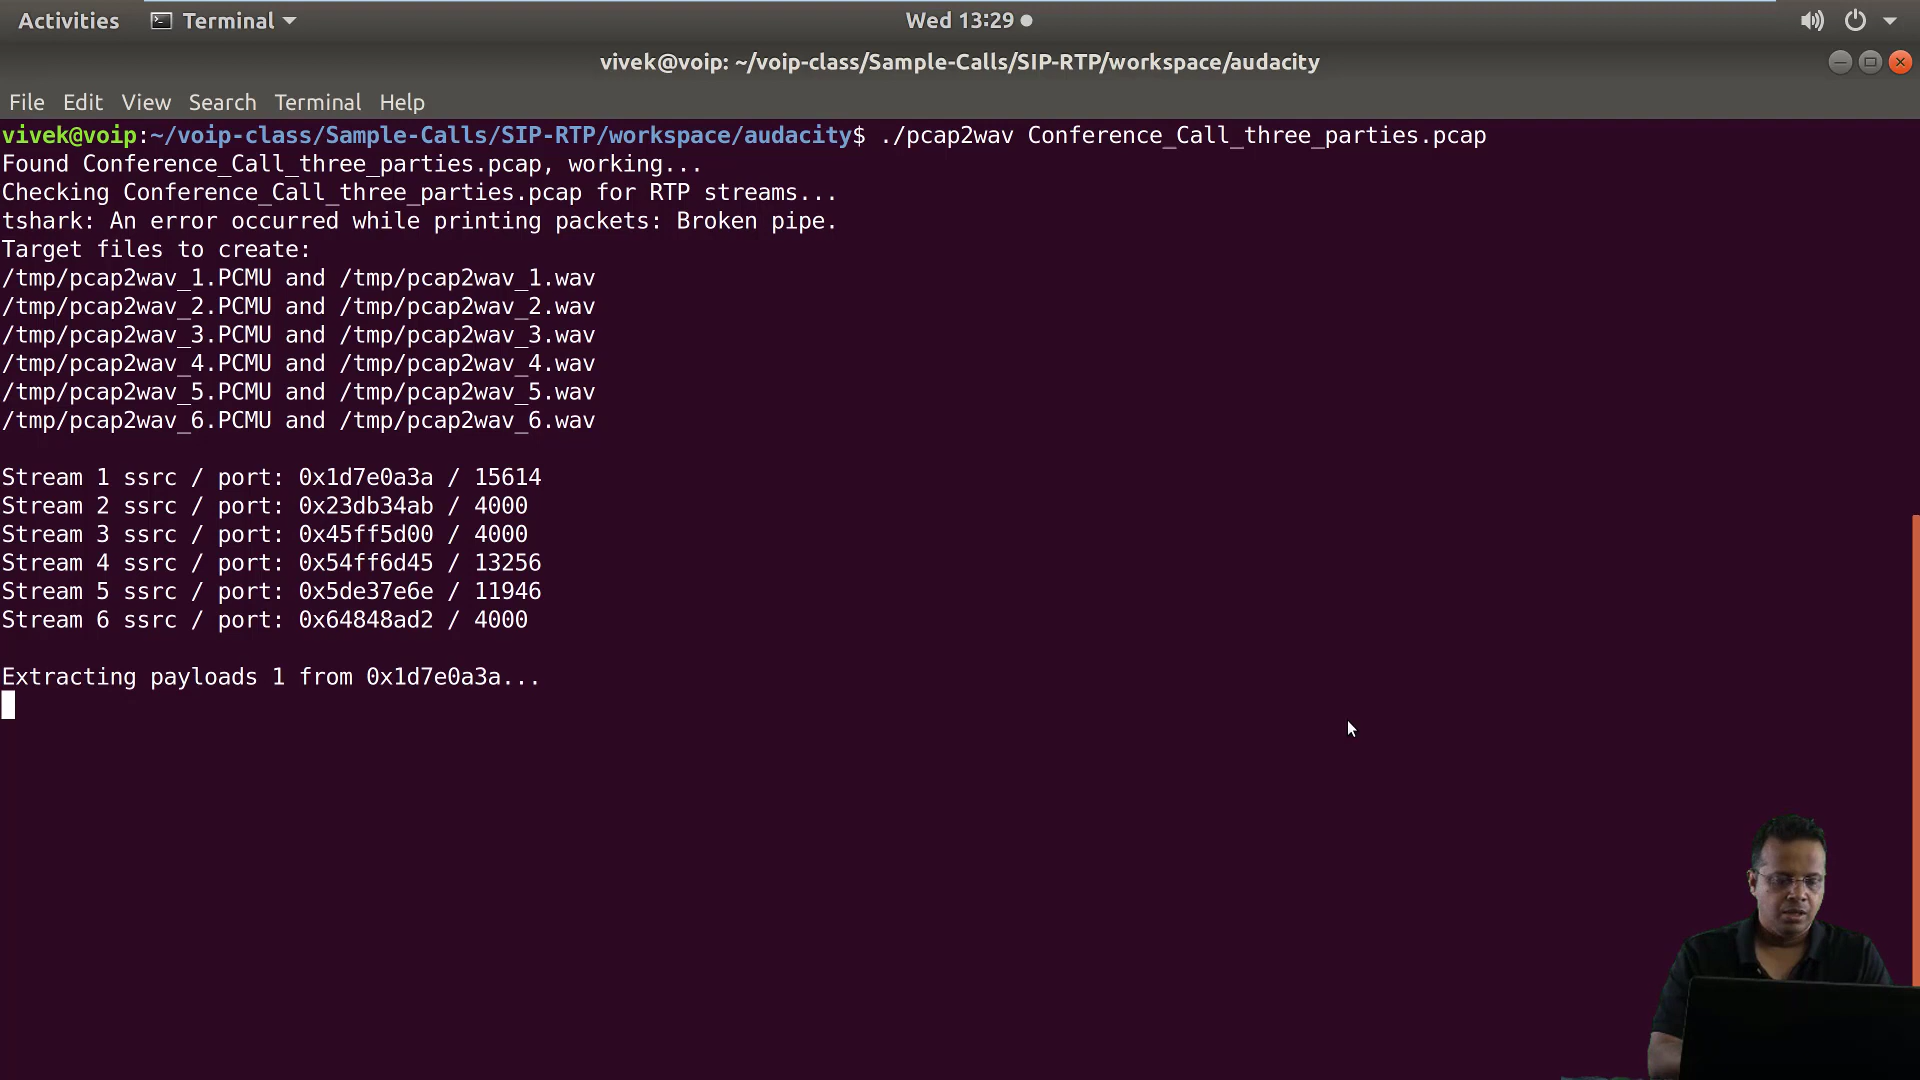 Activities Terminal Wed 13:29
vivek@voip: ~/voip-class/Sample-Calls/SIP-RTP/workspace/audacity
File Edit View Search Terminal Help
vivek@voip:~/voip-class/Sample-Calls/SIP-RTP/workspace/audacity$ ./pcap2wav Conference_Call_three_parties.pcap
Found Conference_Call_three_parties.pcap, working...
Checking Conference_Call_three_parties.pcap for RTP streams...
tshark: An error occurred while printing packets: Broken pipe.
Target files to create:
/tmp/pcap2wav_1.PCMU and /tmp/pcap2wav_1.wav
/tmp/pcap2wav_2.PCMU and /tmp/pcap2wav_2.wav
/tmp/pcap2wav_3.PCMU and /tmp/pcap2wav_3.wav
/tmp/pcap2wav_4.PCMU and /tmp/pcap2wav_4.wav
/tmp/pcap2wav_5.PCMU and /tmp/pcap2wav_5.wav
/tmp/pcap2wav_6.PCMU and /tmp/pcap2wav_6.wav
Stream 1 ssrc / port: 0x1d7e0a3a / 15614
Stream 2 ssrc / port: 0x23db34ab / 4000
Stream 3 ssrc / port: 0x45ff5d00 / 4000
Stream 4 ssrc / port: 0x54ff6d45 / 13256
Stream 5 ssrc / port: 0x5de37e6e / 11946
Stream 6 ssrc / port: 0x64848ad2 / 4000
Extracting payloads 1 from 0x1d7e0a3a...